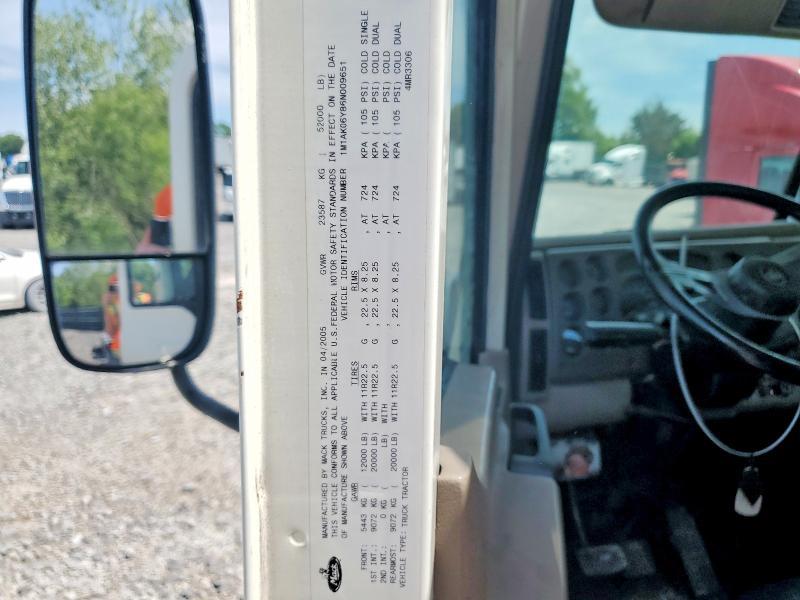 MANUFACTURED BY MACK TRUCKS, INC. IN 04/2005 GVWR 23587 KG ( 52000 LB)
THIS VEHICLE CONFORMS TO ALL APPLICABLE U.S.FEDERAL MOTOR SAFETY STANDARDS IN EFFECT ON THE DATE
OF MANUFACTURE SHOWN ABOVE VEHICLE IDENTIFICATION NUMBER 1M1AK06Y86N009651
GAWR TIRES RIMS
FRONT: 5443 KG ( 12000 LB) WITH 11R22.5 G , 22.5 X 8.25 , AT 724 KPA ( 105 PSI) COLD SINGLE
1ST INT.: 9072 KG ( 20000 LB) WITH 11R22.5 G , 22.5 X 8.25 , AT 724 KPA ( 105 PSI) COLD DUAL
2ND INT.: 0 KG ( LB) WITH , , AT KPA ( PSI) COLD
REARMOST: 9072 KG ( 20000 LB) WITH 11R22.5 G , 22.5 X 8.25 , AT 724 KPA ( 105 PSI) COLD DUAL
VEHICLE TYPE: TRUCK TRACTOR 4MR3306
Mack